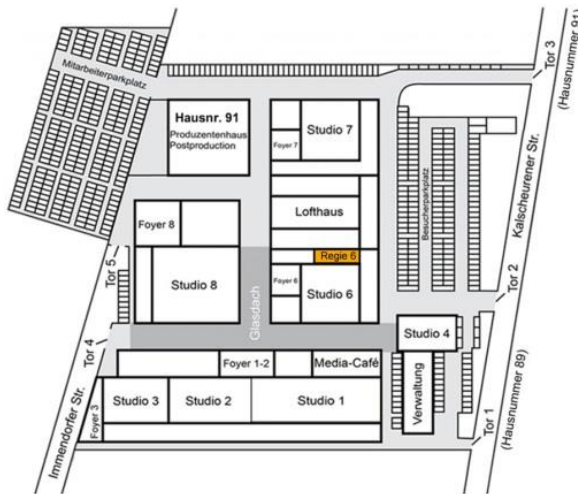 Mitarbeiterparkplatz
Tor 3
(Hausnummer 91)
Hausnr. 91
Produzentenhaus
Postproduction
Studio 7
Foyer 7
Kalscheurener Str.
Besucherparkplatz
Lofthaus
Foyer 8
Regie 6
Tor 5
Studio 8
Glasdach
Foyer 6
Studio 6
Tor 2
Tor 4
Studio 4
Foyer 1-2
Media-Café
Verwaltung
(Hausnummer 89)
Immendorfer Str.
Foyer 3
Studio 3
Studio 2
Studio 1
Tor 1